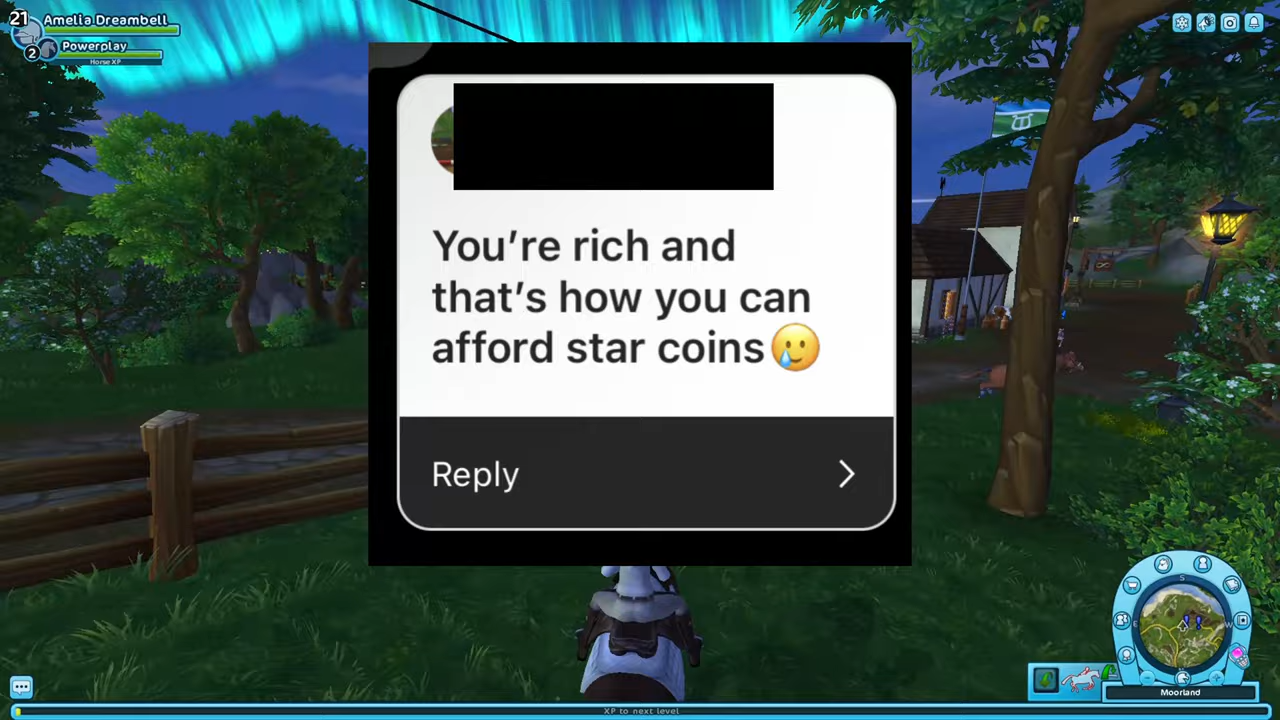 21 Amelia Dreambell
2 Powerplay
Horse XP
You're rich and
that's how you can
afford star coins🥲
Reply
S
E
W
Moorland
XP to next level